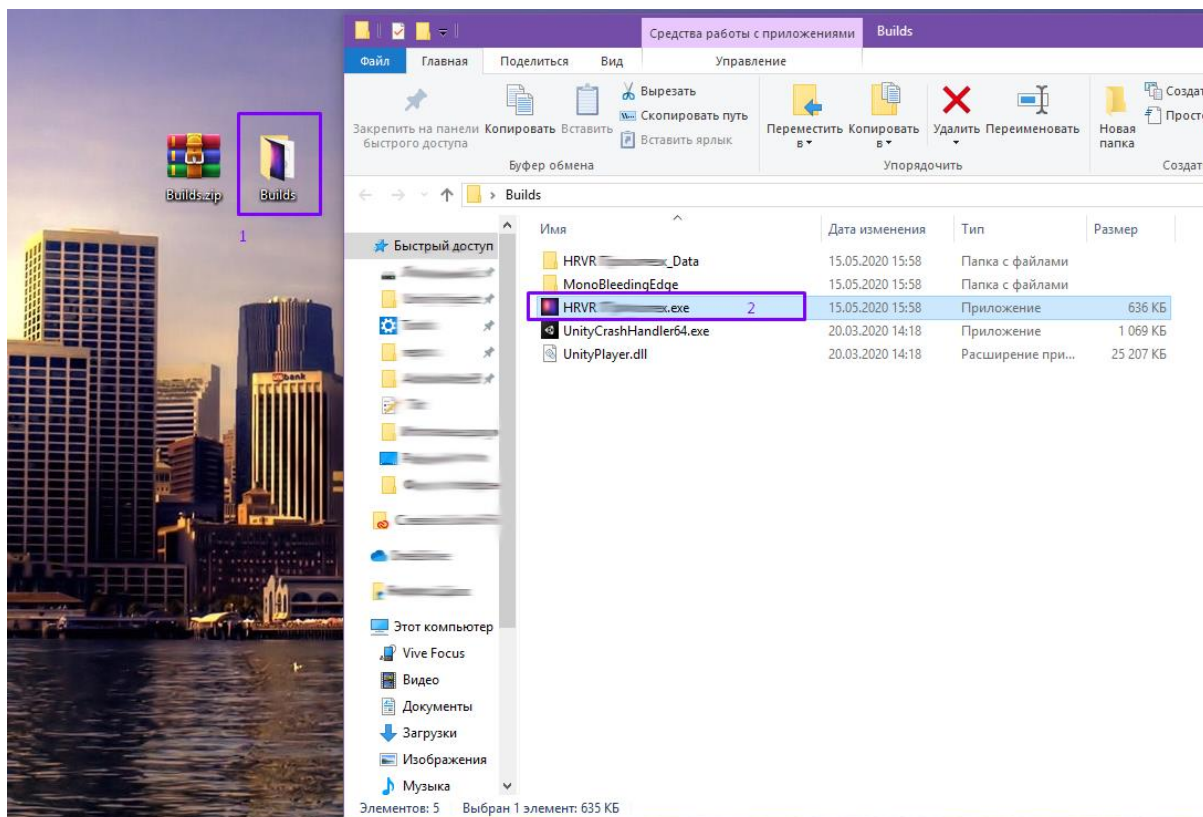 Средства работы с приложениями Builds
Файл Главная Поделиться Вид Управление
Закрепить на панели быстрого доступа
Копировать
Вставить
Вырезать
Скопировать путь
Вставить ярлык
Переместить в
Копировать в
Удалить
Переименовать
Новая папка
Буфер обмена
Упорядочить
Builds
Builds.zip
Builds
1
Имя Дата изменения Тип Размер
HRVR _Data 15.05.2020 15:58 Папка с файлами
MonoBleedingEdge 15.05.2020 15:58 Папка с файлами
HRVR x.exe 2 15.05.2020 15:58 Приложение 636 КБ
UnityCrashHandler64.exe 20.03.2020 14:18 Приложение 1 069 КБ
UnityPlayer.dll 20.03.2020 14:18 Расширение при... 25 207 КБ
Быстрый доступ
Этот компьютер
Vive Focus
Видео
Документы
Загрузки
Изображения
Музыка
Элементов: 5 Выбран 1 элемент: 635 КБ
usbank